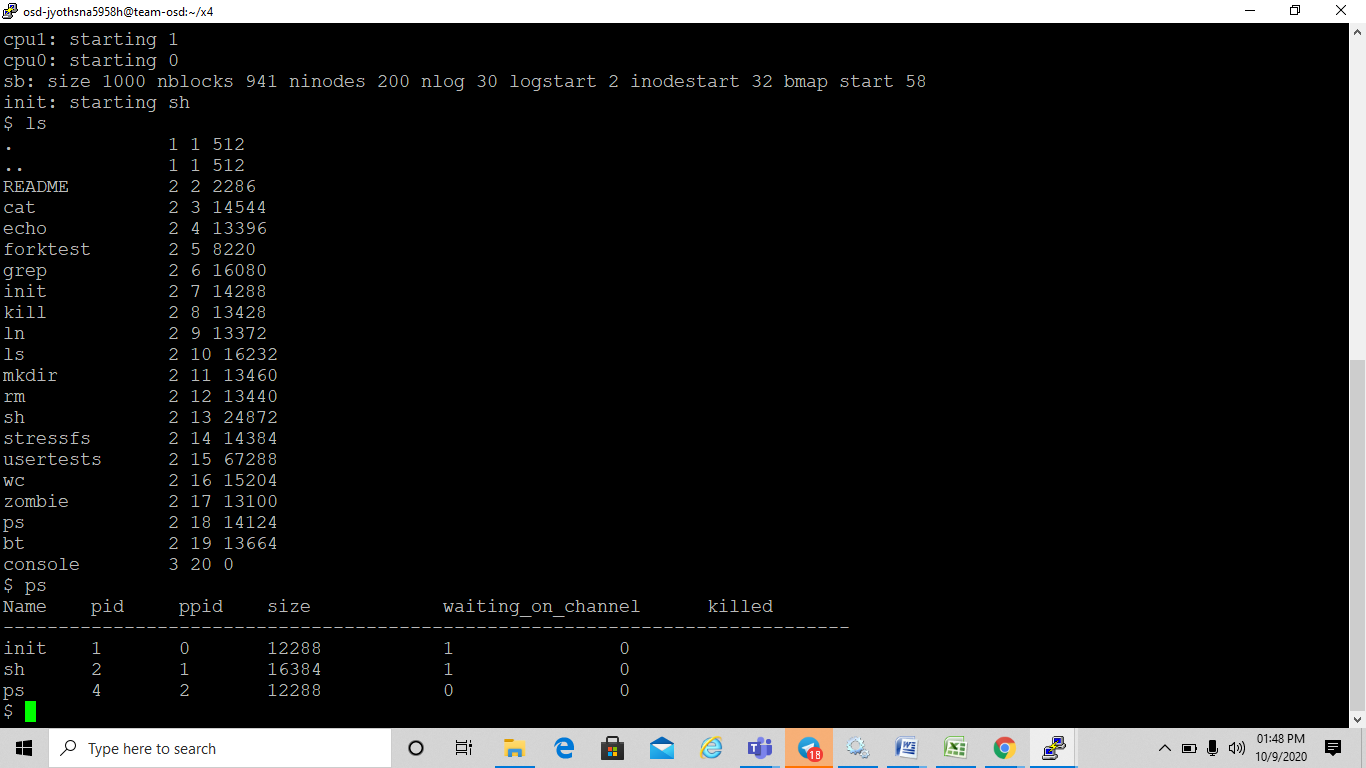 osd-jyothsna5958h@team-osd:~/x4
cpu1: starting 1
cpu0: starting 0
sb: size 1000 nblocks 941 ninodes 200 nlog 30 logstart 2 inodestart 32 bmap start 58
init: starting sh
$ ls
. 1 1 512
.. 1 1 512
README 2 2 2286
cat 2 3 14544
echo 2 4 13396
forktest 2 5 8220
grep 2 6 16080
init 2 7 14288
kill 2 8 13428
ln 2 9 13372
ls 2 10 16232
mkdir 2 11 13460
rm 2 12 13440
sh 2 13 24872
stressfs 2 14 14384
usertests 2 15 67288
wc 2 16 15204
zombie 2 17 13100
ps 2 18 14124
bt 2 19 13664
console 3 20 0
$ ps
Name pid ppid size waiting_on_channel killed
-----------------------------------------------------------------------------
init 1 0 12288 1 0
sh 2 1 16384 1 0
ps 4 2 12288 0 0
$
Type here to search
18
01:48 PM
10/9/2020